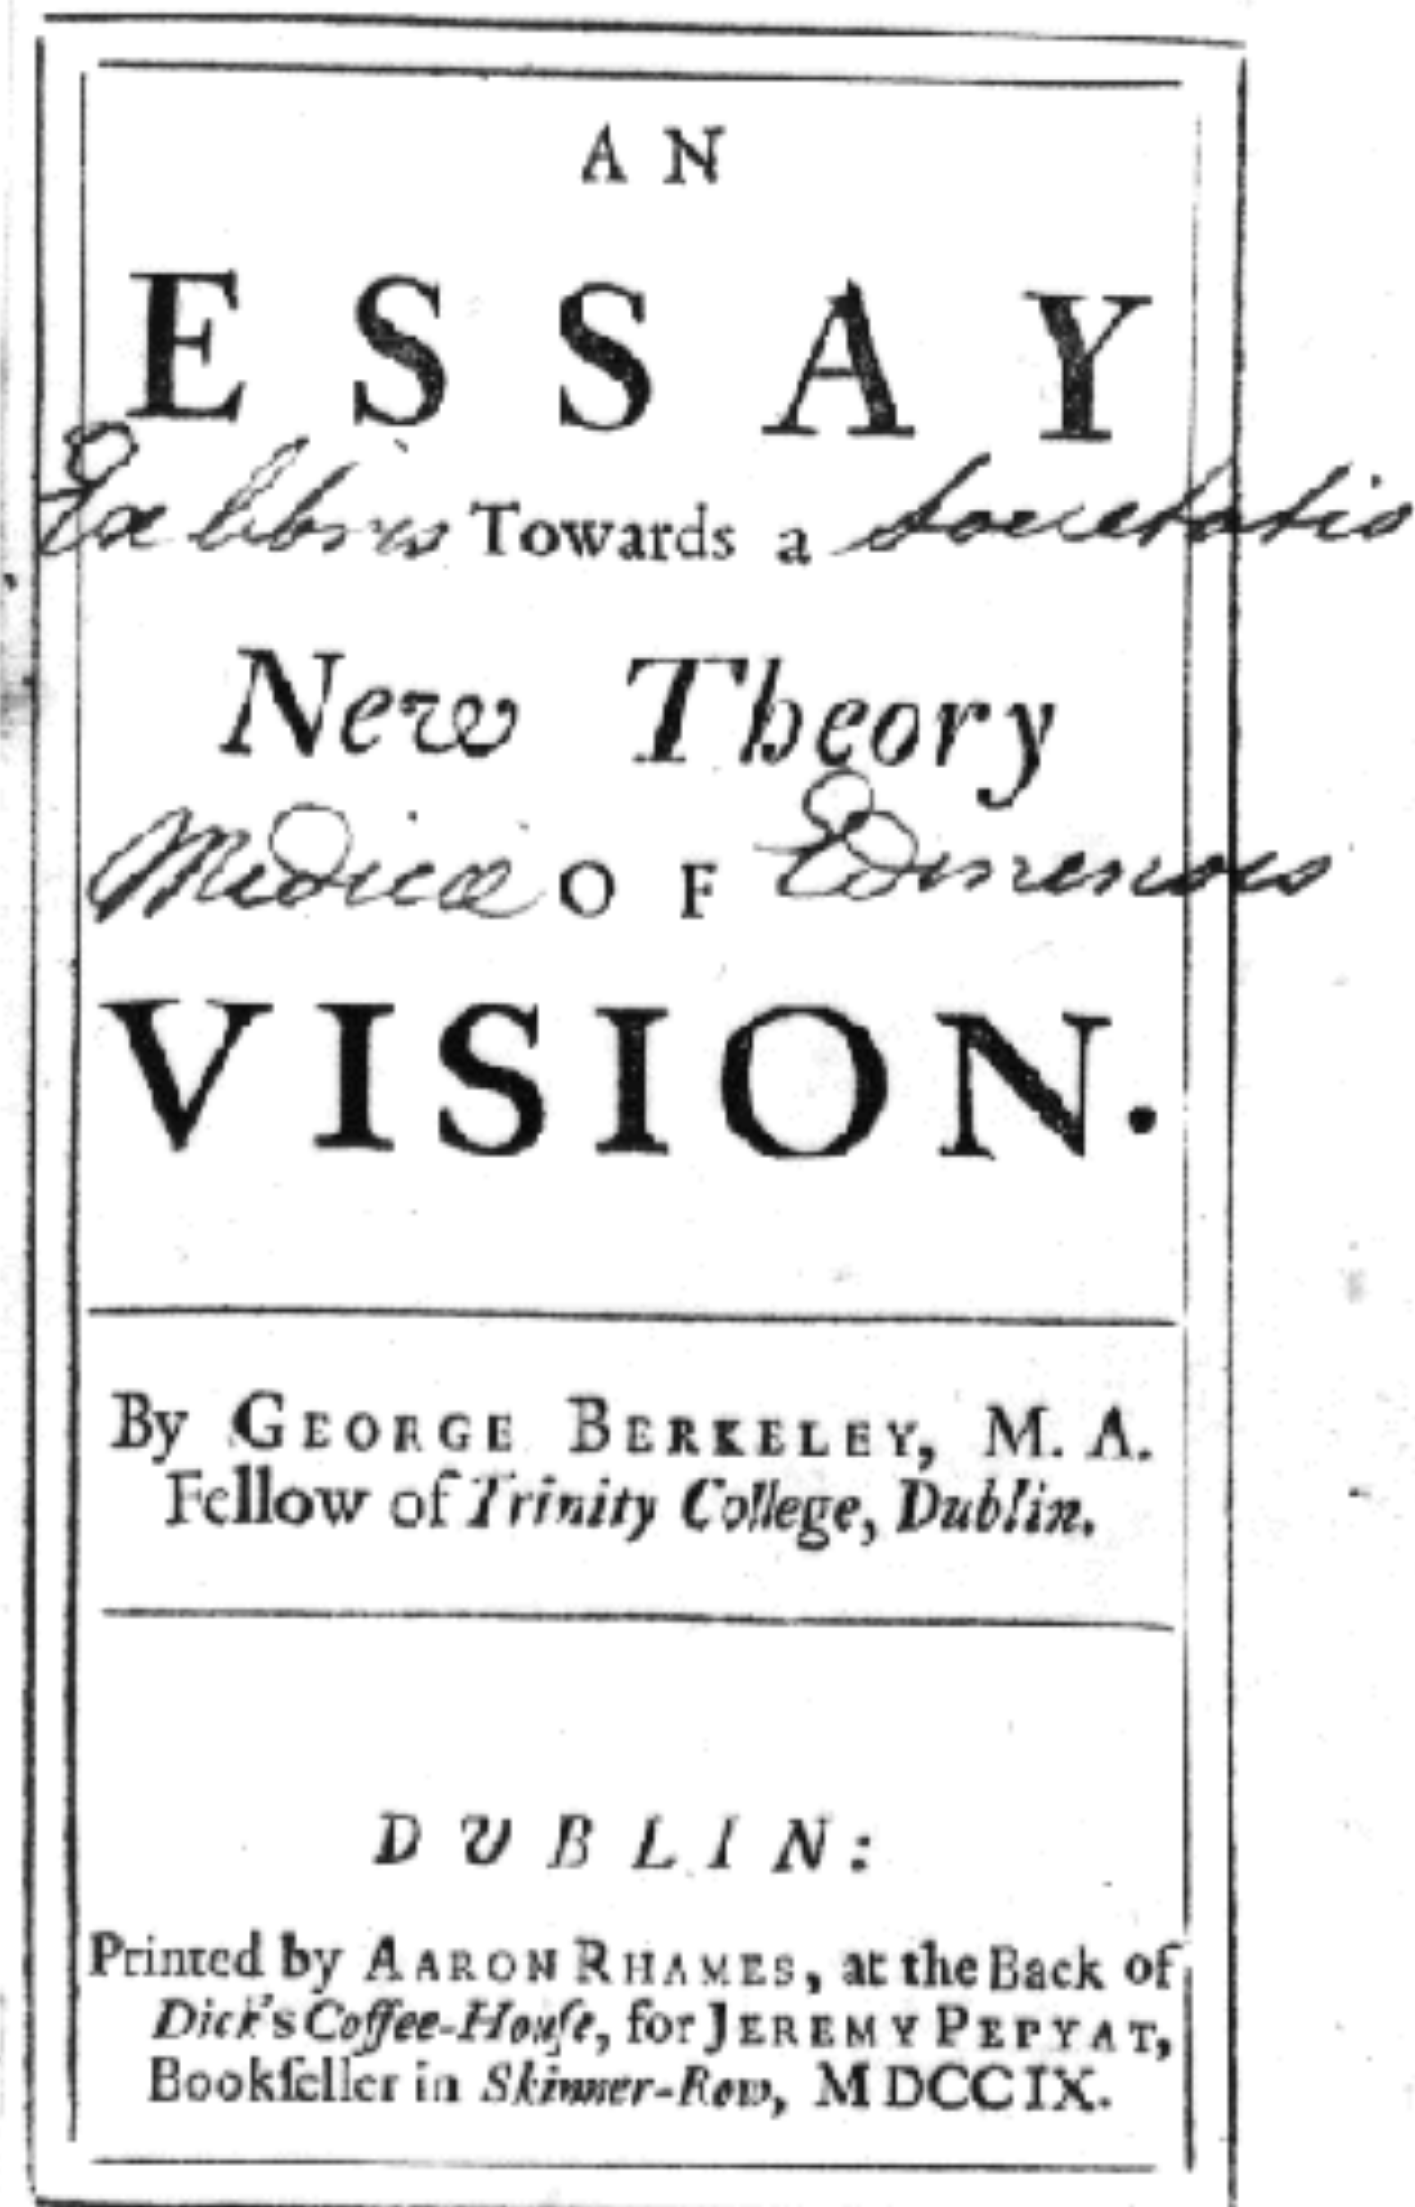 AN
ESSAY
Ex libris Towards a Societatis
New Theory
Medicæ OF Edinensis
VISION.
By GEORGE BERKELEY, M. A.
Fellow of Trinity College, Dublin.
DUBLIN:
Printed by AARON RHAMES, at the Back of
Dick's Coffee-Houſe, for JEREMY PEPYAT,
Bookſeller in Skinner-Row, MDCCIX.